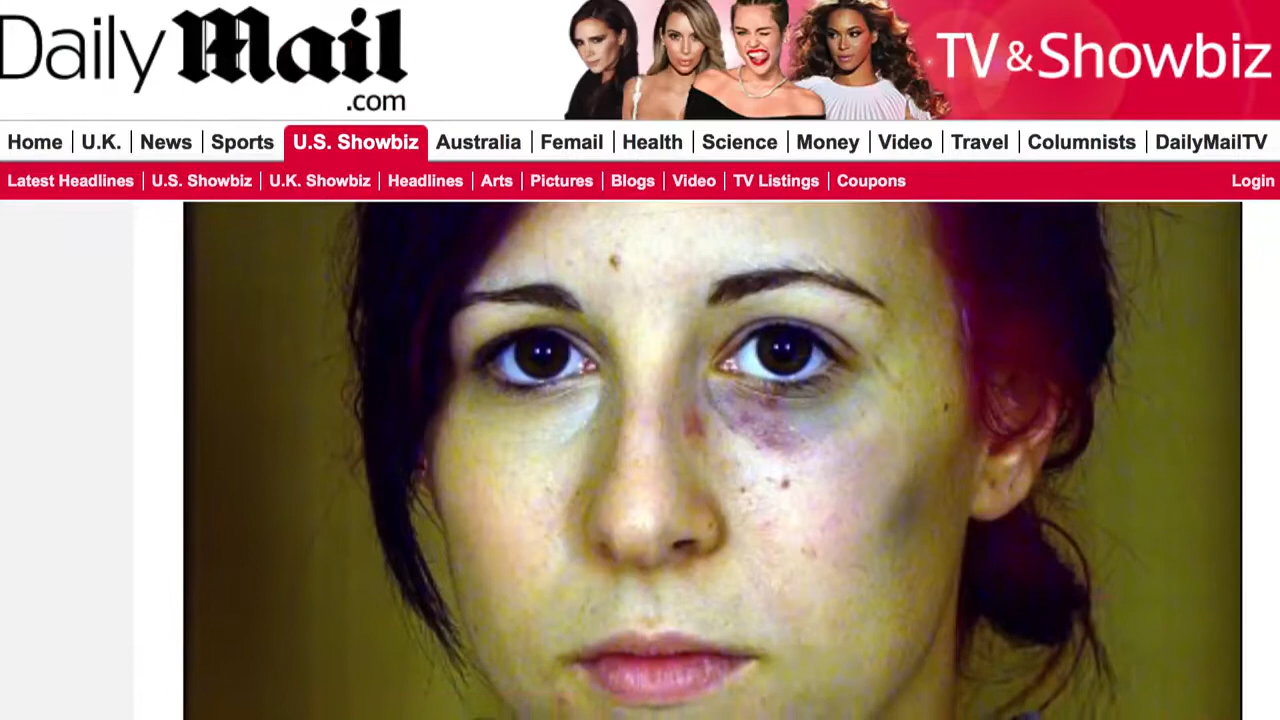 Daily Mail
.com
TV & Showbiz
Home U.K. News Sports U.S. Showbiz Australia Femail Health Science Money Video Travel Columnists DailyMailTV
Latest Headlines U.S. Showbiz U.K. Showbiz Headlines Arts Pictures Blogs Video TV Listings Coupons Login